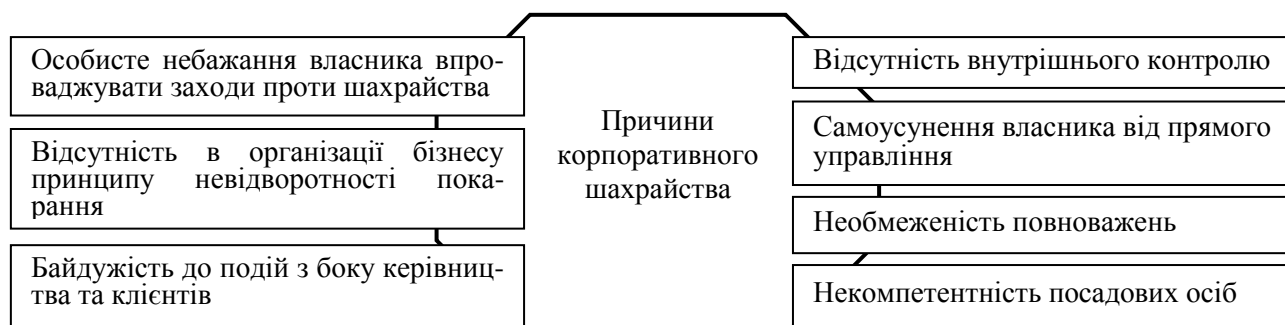 Особисте небажання власника впро-
ваджувати заходи проти шахрайства
Відсутність в організації бізнесу
принципу невідворотності пока-
рання
Байдужість до подій з боку керівниц-
тва та клієнтів
Причини
корпоративного
шахрайства
Відсутність внутрішнього контролю
Самоусунення власника від прямого
управління
Необмеженість повноважень
Некомпетентність посадових осіб